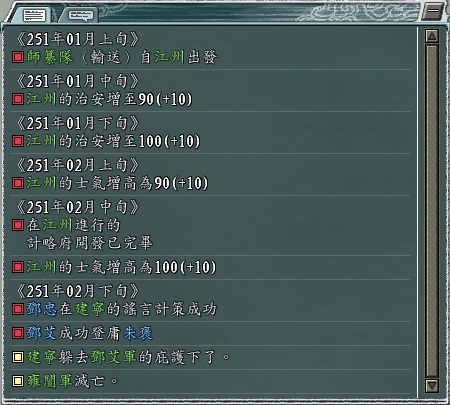 《251年01月上旬》
師纂隊（輸送）自江州出發
《251年01月中旬》
江州的治安增至90(+10)
《251年01月下旬》
江州的治安增至100(+10)
《251年02月上旬》
江州的士氣增高為90(+10)
《251年02月中旬》
在江州進行的
計略府開發已完畢
江州的士氣增高為100(+10)
《251年02月下旬》
鄧忠在建寧的謠言計策成功
鄧艾成功登庸朱褒
建寧躲去鄧艾軍的庇護下了。
雍闓軍滅亡。